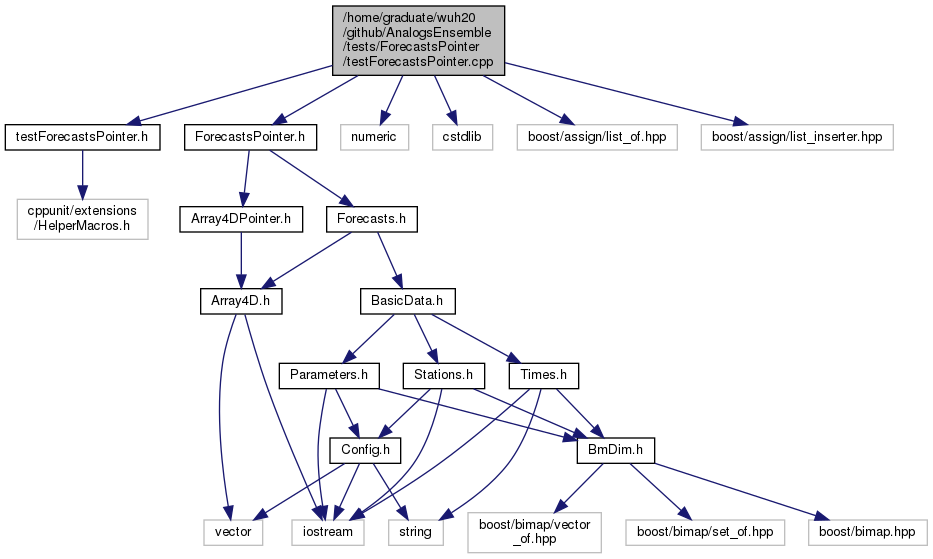 /home/graduate/wuh20
/github/AnalogsEnsemble
/tests/ForecastsPointer
/testForecastsPointer.cpp
testForecastsPointer.h
ForecastsPointer.h
numeric
cstdlib
boost/assign/list_of.hpp
boost/assign/list_inserter.hpp
cppunit/extensions
/HelperMacros.h
Array4DPointer.h
Forecasts.h
Array4D.h
BasicData.h
Parameters.h
Stations.h
Times.h
Config.h
BmDim.h
vector
iostream
string
boost/bimap/vector
_of.hpp
boost/bimap/set_of.hpp
boost/bimap.hpp